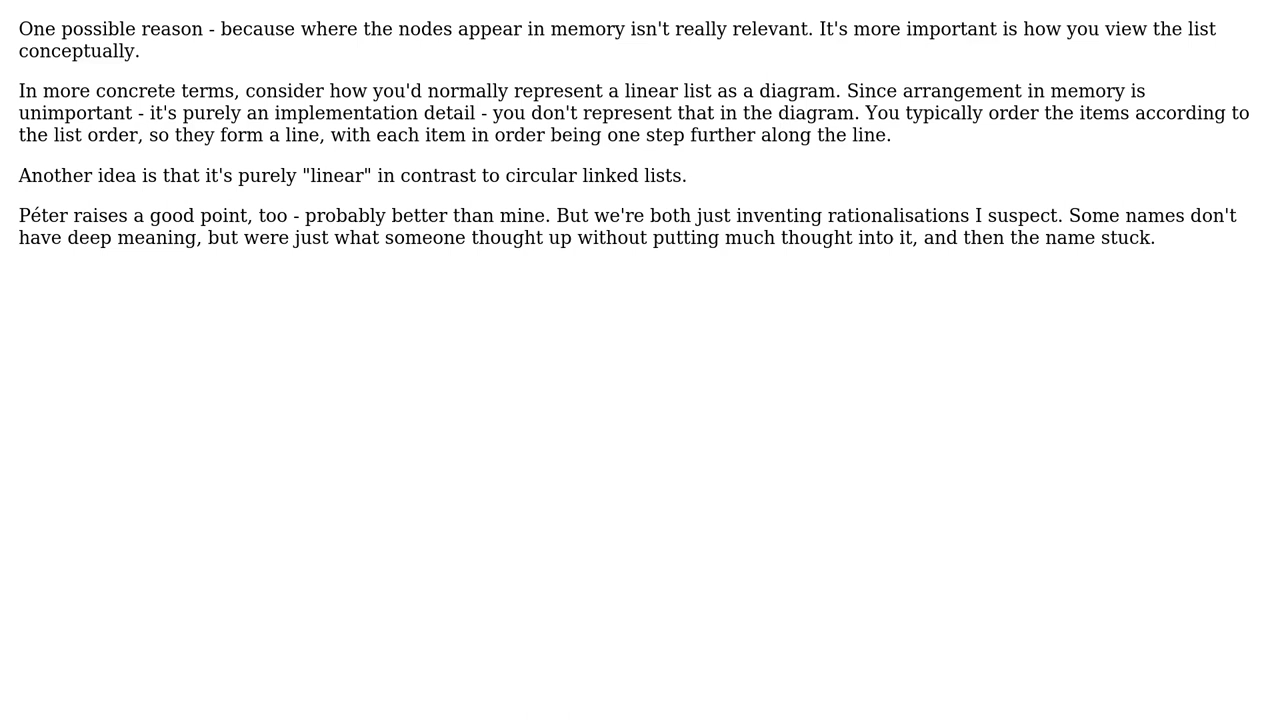 One possible reason - because where the nodes appear in memory isn't really relevant. It's more important is how you view the list
conceptually.
In more concrete terms, consider how you'd normally represent a linear list as a diagram. Since arrangement in memory is
unimportant - it's purely an implementation detail - you don't represent that in the diagram. You typically order the items according to
the list order, so they form a line, with each item in order being one step further along the line.
Another idea is that it's purely "linear" in contrast to circular linked lists.
Péter raises a good point, too - probably better than mine. But we're both just inventing rationalisations I suspect. Some names don't
have deep meaning, but were just what someone thought up without putting much thought into it, and then the name stuck.